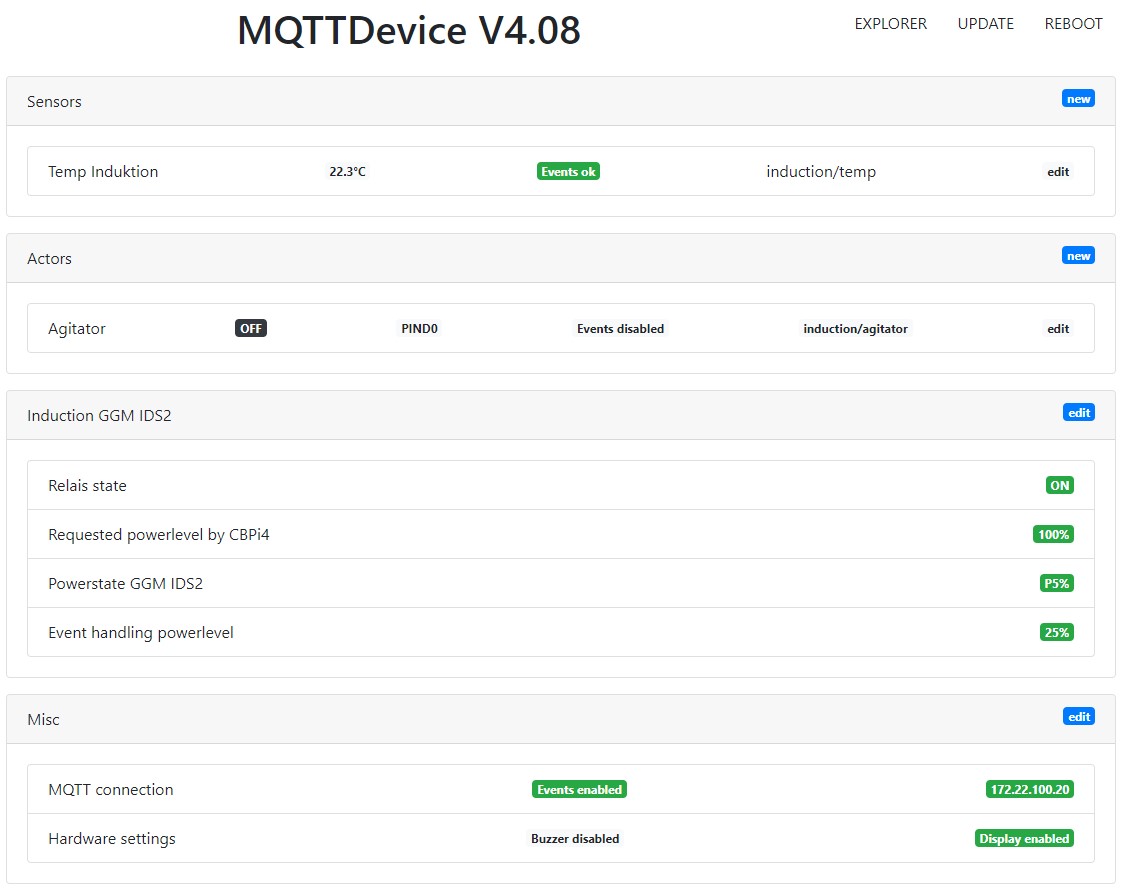 MQTTDevice V4.08 EXPLORER UPDATE REBOOT
Sensors new
Temp Induktion 22.3°C Events ok induction/temp edit
Actors new
Agitator OFF PIND0 Events disabled induction/agitator edit
Induction GGM IDS2 edit
Relais state ON
Requested powerlevel by CBPi4 100%
Powerstate GGM IDS2 P5%
Event handling powerlevel 25%
Misc edit
MQTT connection Events enabled 172.22.100.20
Hardware settings Buzzer disabled Display enabled